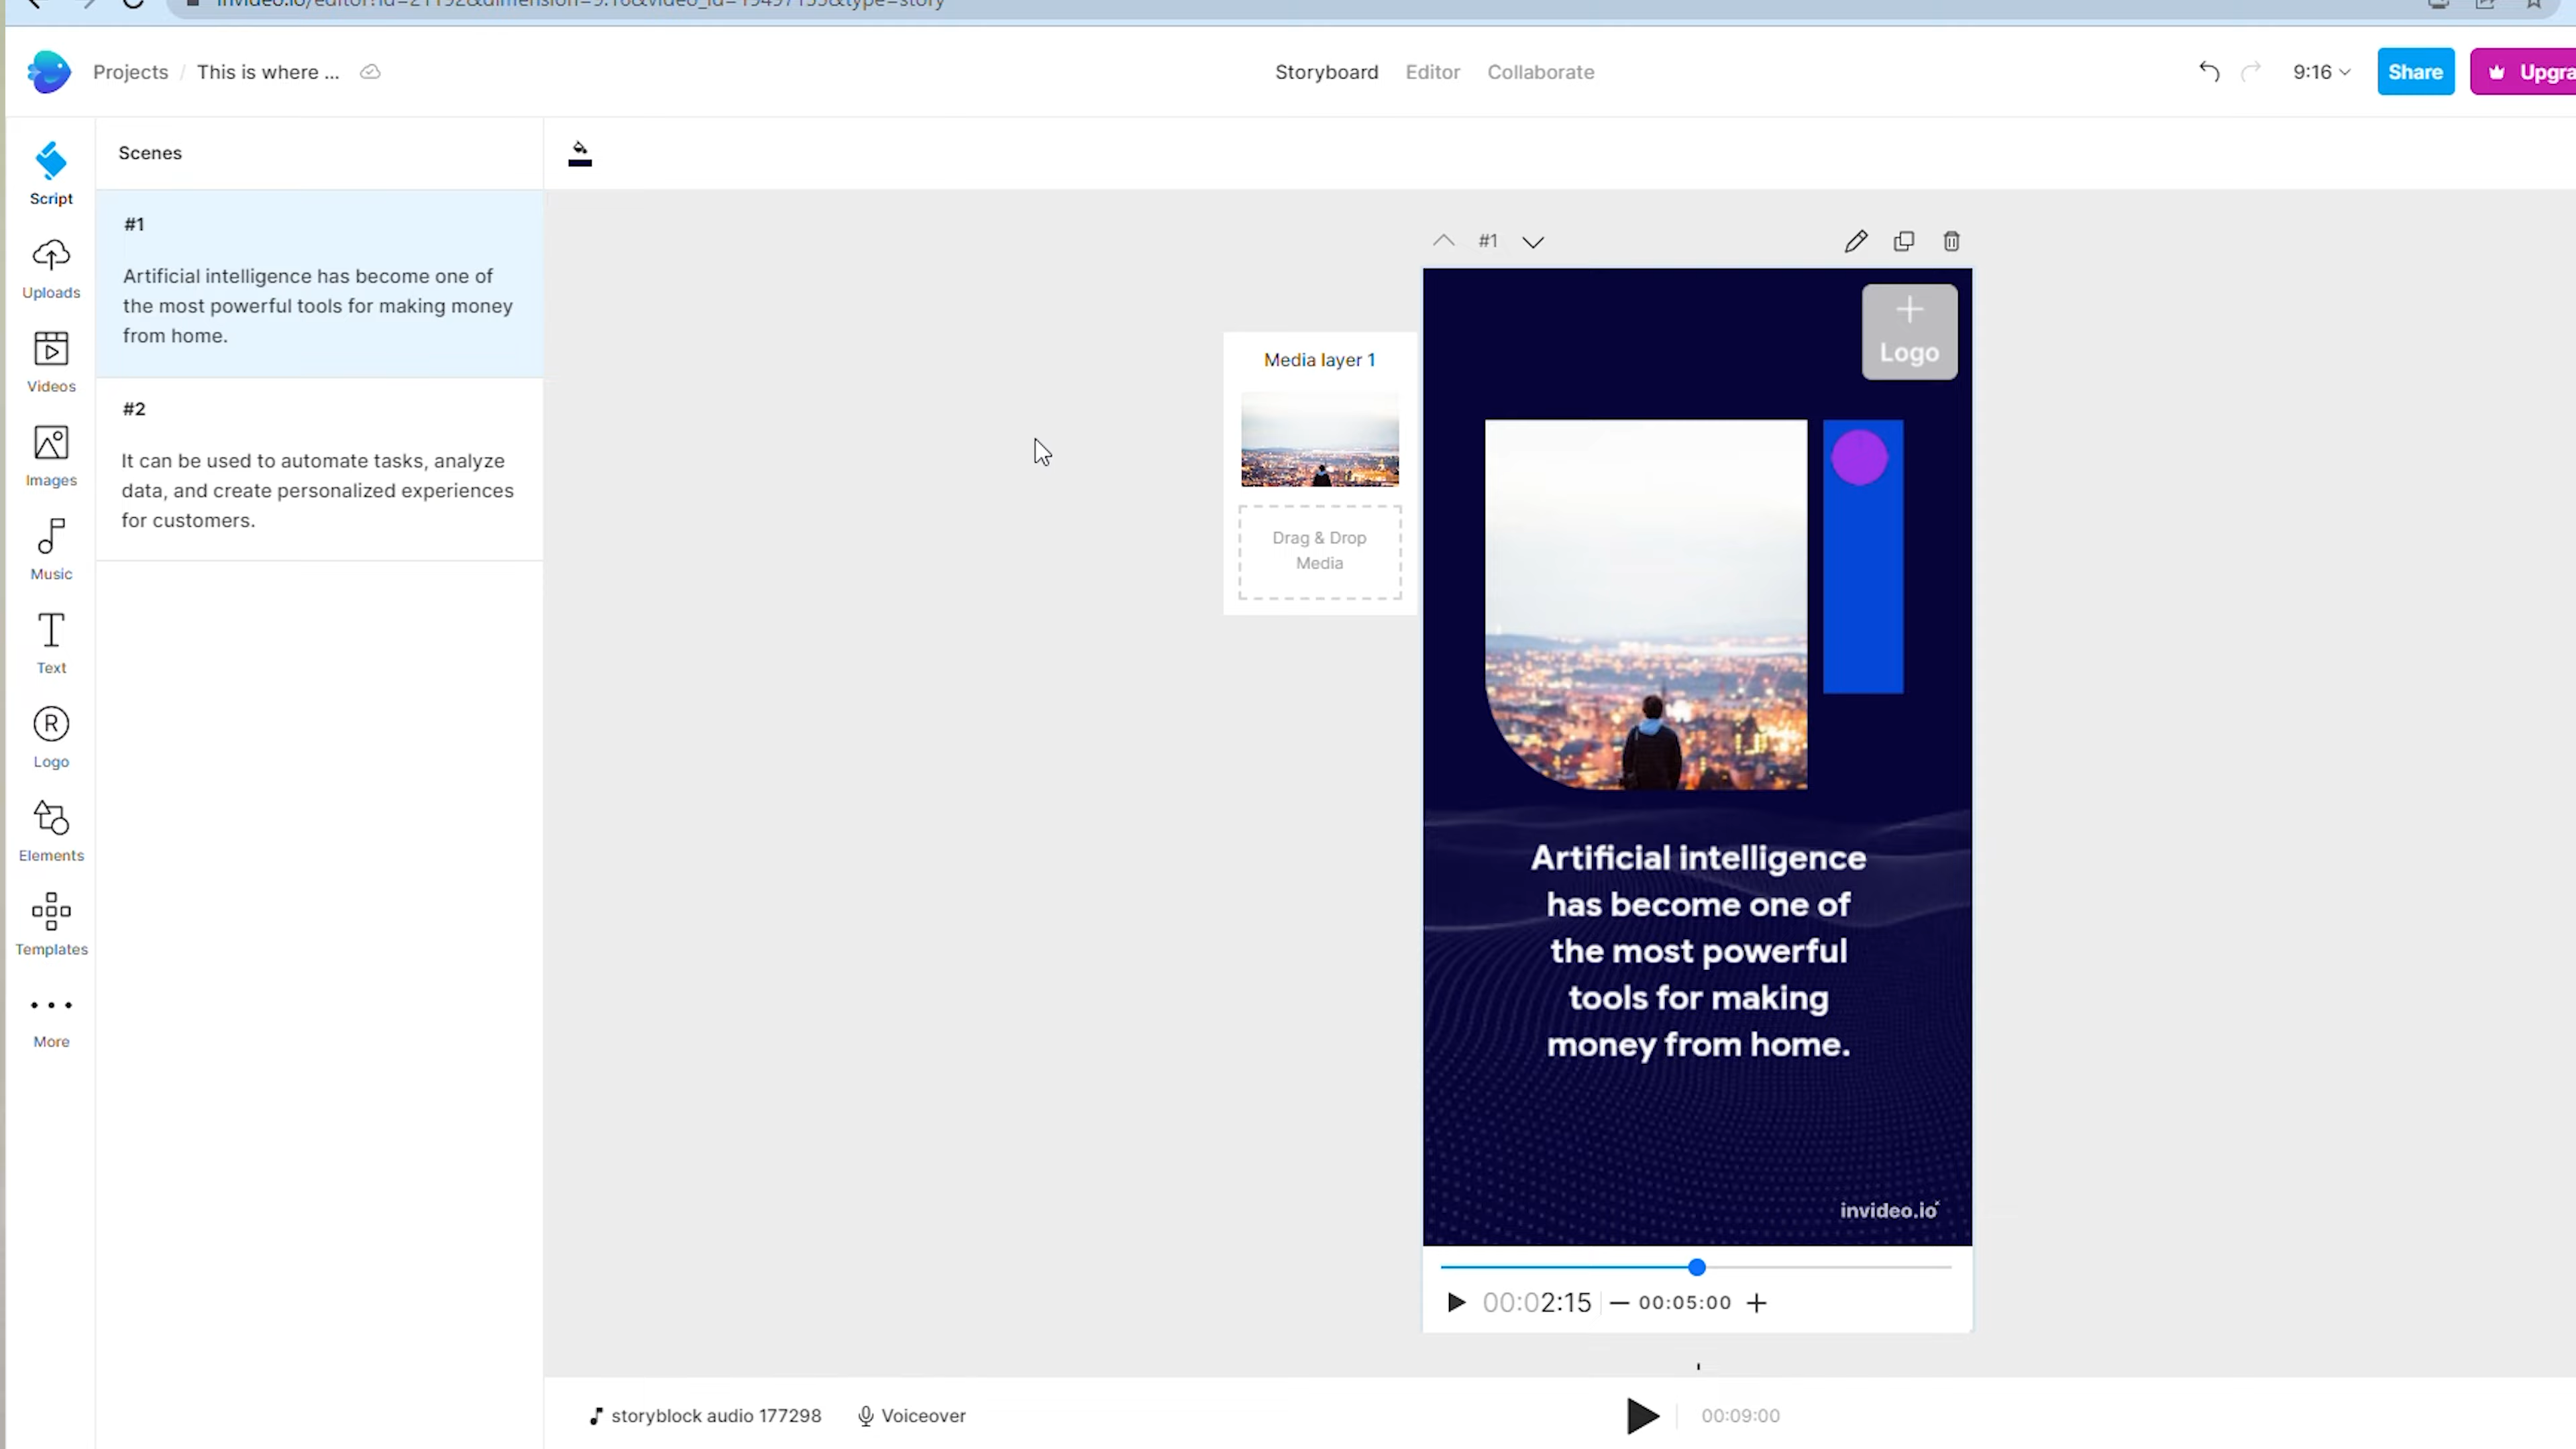 Projects / This is where ...
Storyboard
Editor
Collaborate
9:16
Share
Script
Uploads
Videos
Images
Music
Text
Logo
Elements
Templates
More
Scenes
#1
Artificial intelligence has become one of
the most powerful tools for making money
from home.
#2
It can be used to automate tasks, analyze
data, and create personalized experiences
for customers.
Media layer 1
Drag & Drop
Media
#1
+
Logo
Artificial intelligence
has become one of
the most powerful
tools for making
money from home.
invideo.io
00:02:15
00:05:00
storyblock audio 177298
Voiceover
00:09:00